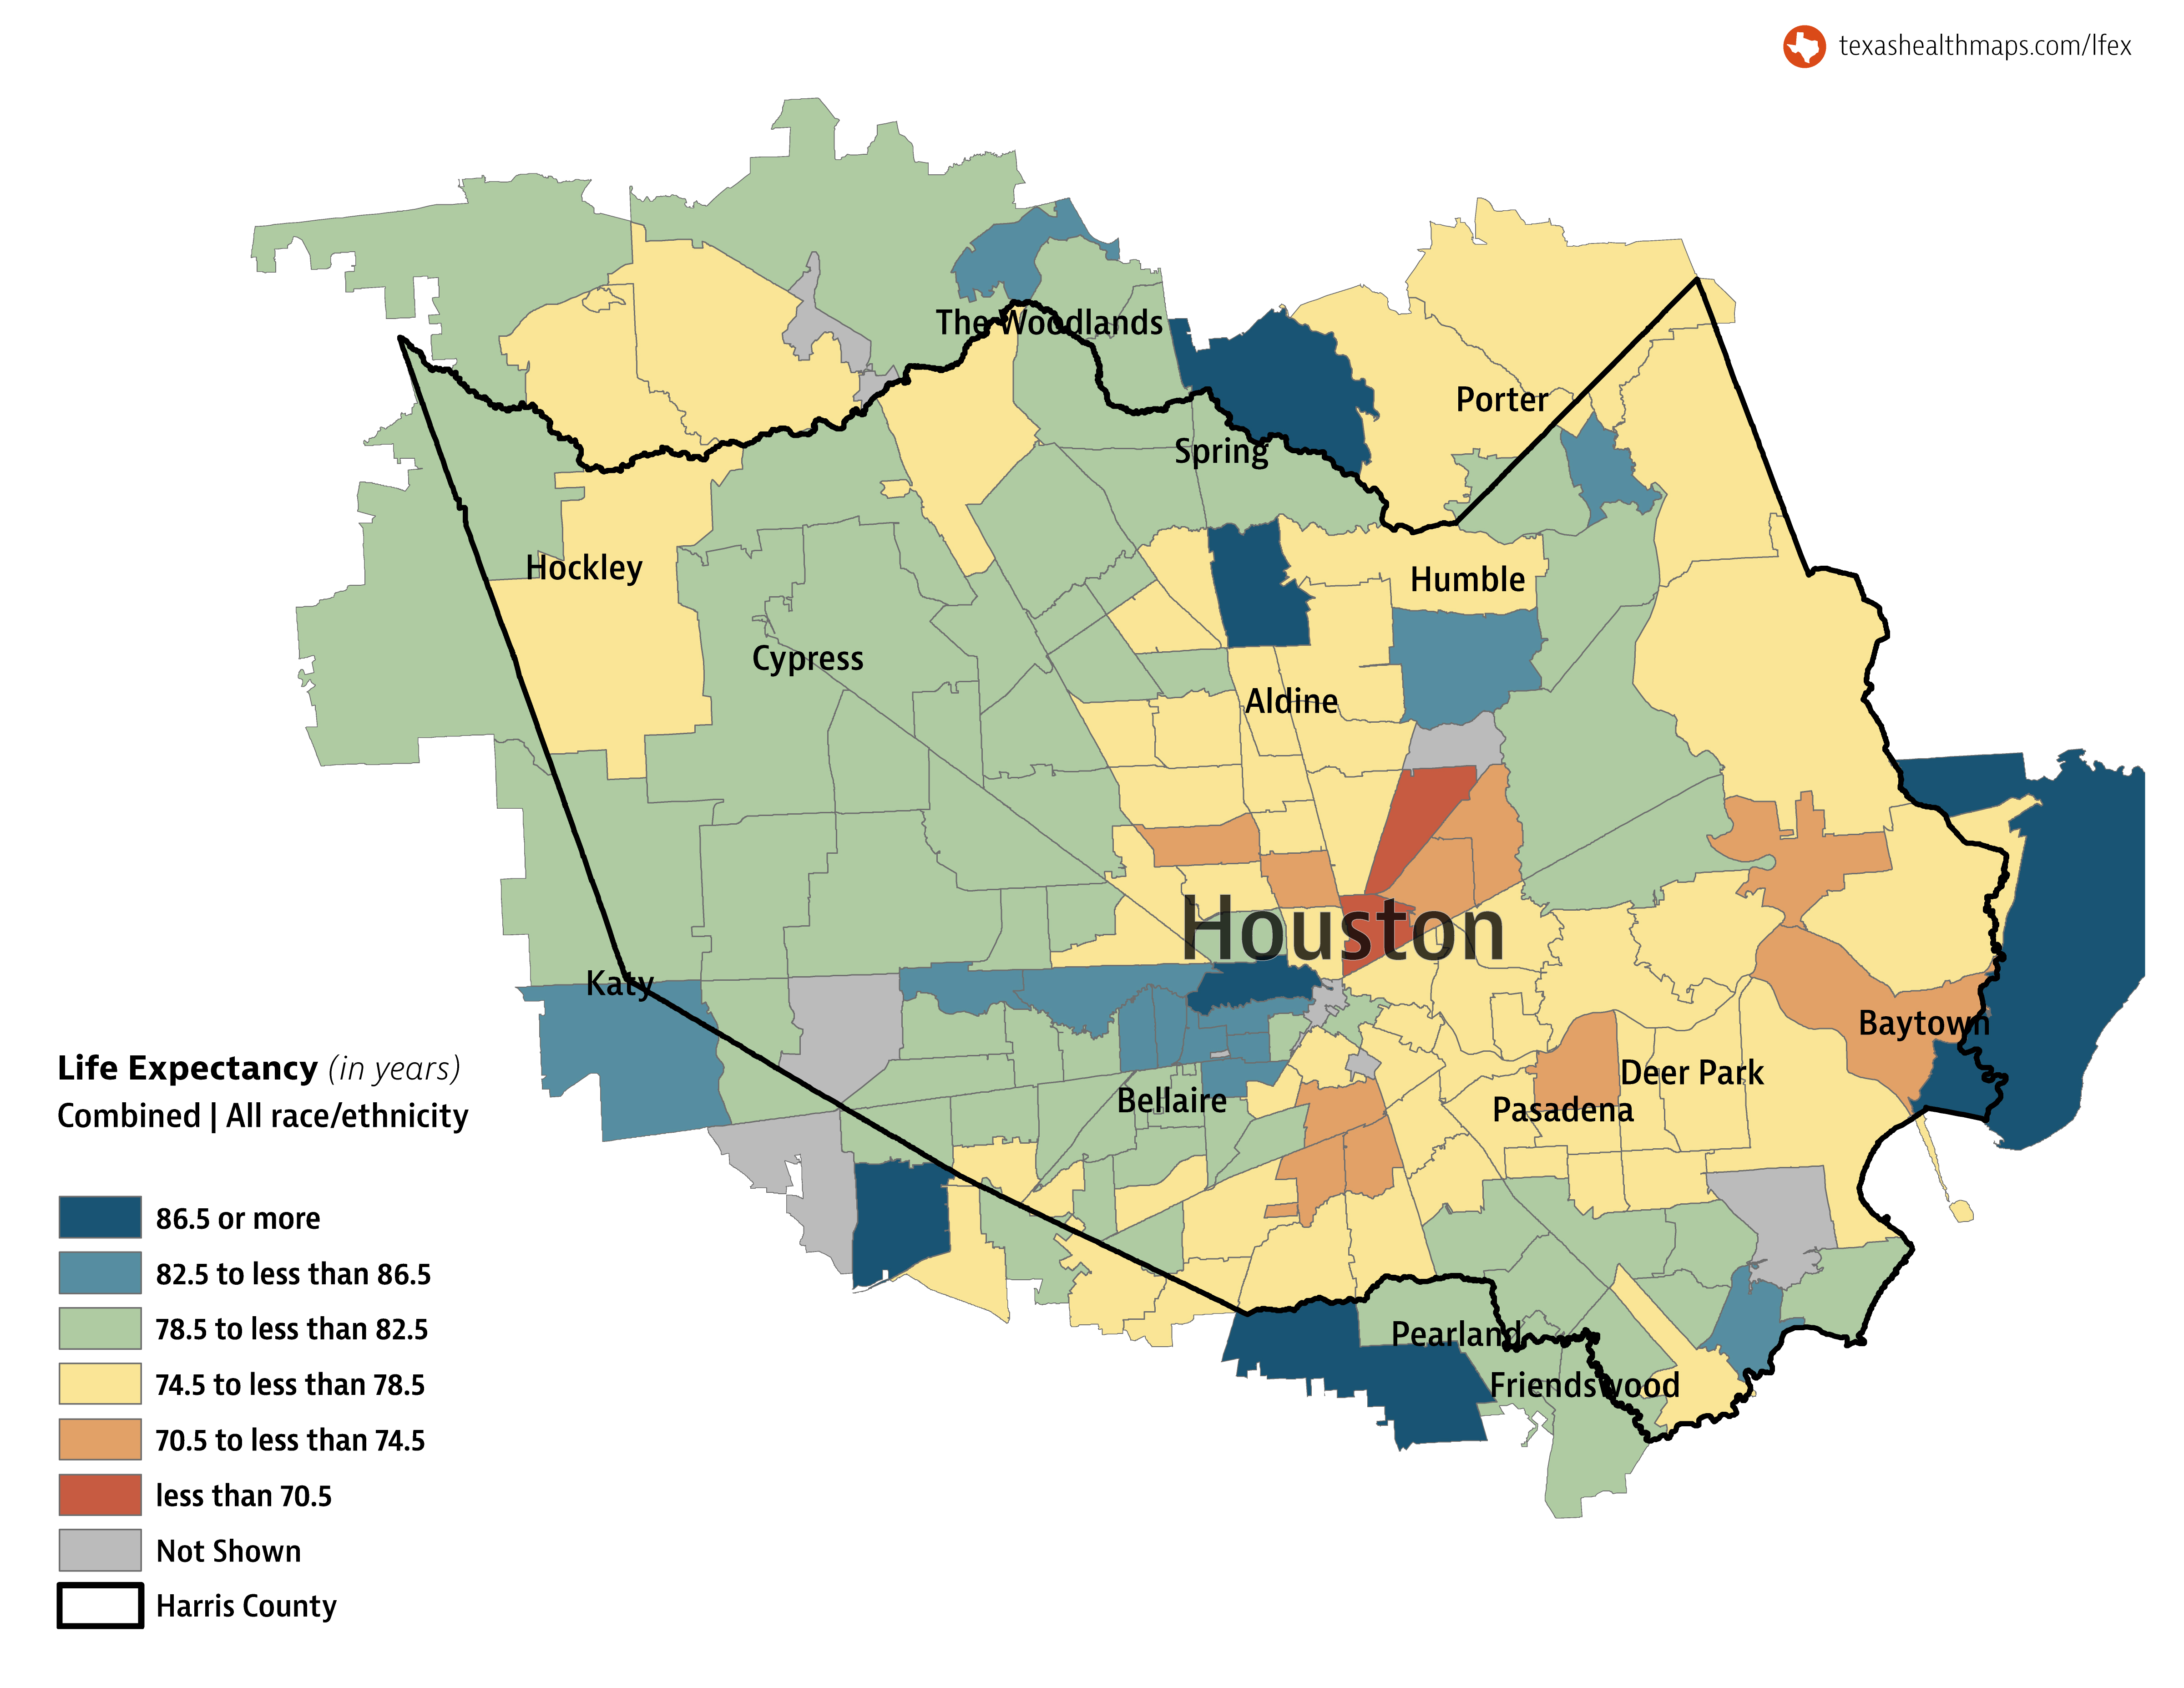 texashealthmaps.com/lfex
The Woodlands
Porter
Spring
Hockley
Humble
Cypress
Aldine
Houston
Katy
Baytown
Deer Park
Bellaire
Pasadena
Pearland
Friendswood
Life Expectancy (in years)
Combined | All race/ethnicity
86.5 or more
82.5 to less than 86.5
78.5 to less than 82.5
74.5 to less than 78.5
70.5 to less than 74.5
less than 70.5
Not Shown
Harris County